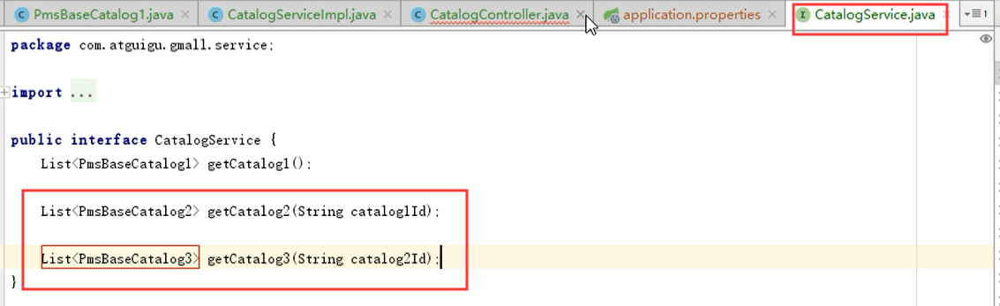 PmsBaseCatalog1.java CatalogServiceImpl.java CatalogController.java application.properties CatalogService.java 1
package com.atguigu.gmall.service;
import ...
public interface CatalogService {
List<PmsBaseCatalog1> getCatalog1();
List<PmsBaseCatalog2> getCatalog2(String catalog1Id);
List<PmsBaseCatalog3> getCatalog3(String catalog2Id);
}